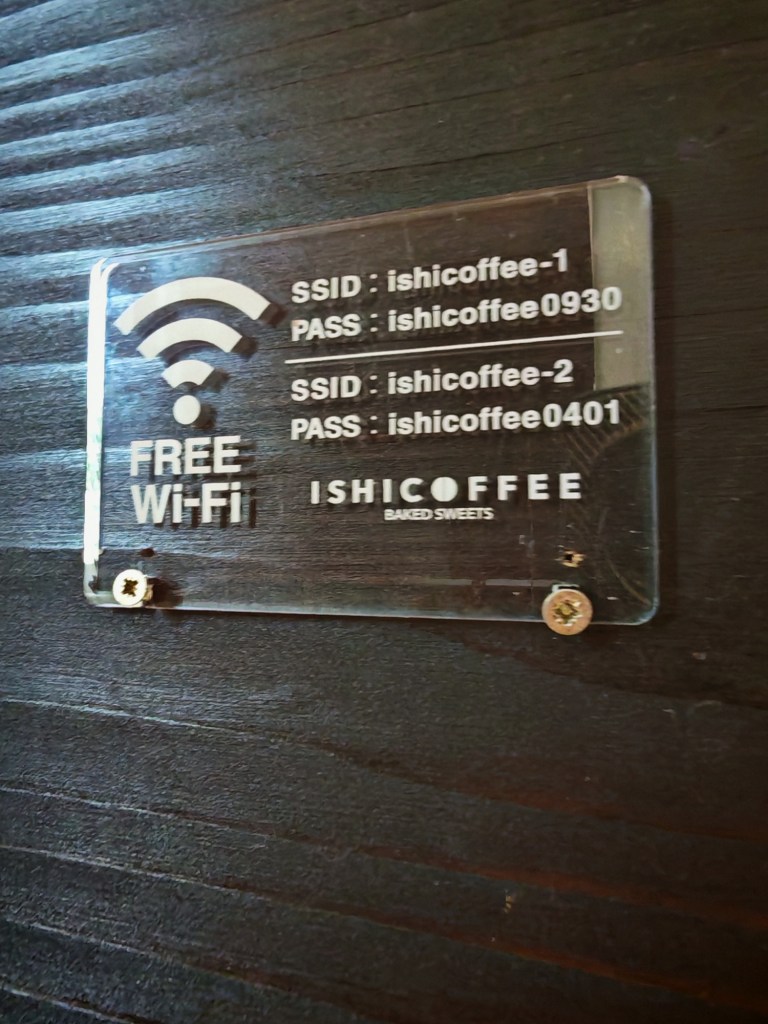 SSID : ishicoffee-1
PASS : ishicoffee0930
SSID : ishicoffee-2
PASS : ishicoffee0401
FREE
Wi-Fi
ISHICOFFEE
BAKED SWEETS